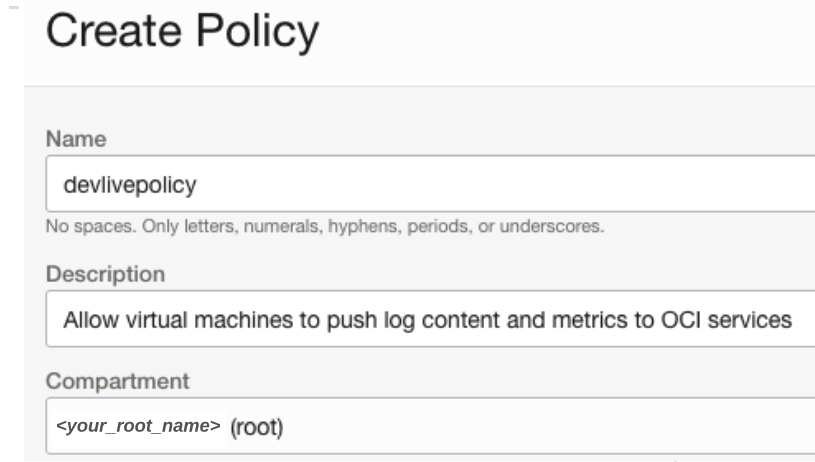 Create Policy
Name
devlivepolicy
No spaces. Only letters, numerals, hyphens, periods, or underscores.
Description
Allow virtual machines to push log content and metrics to OCI services
Compartment
<your_root_name> (root)